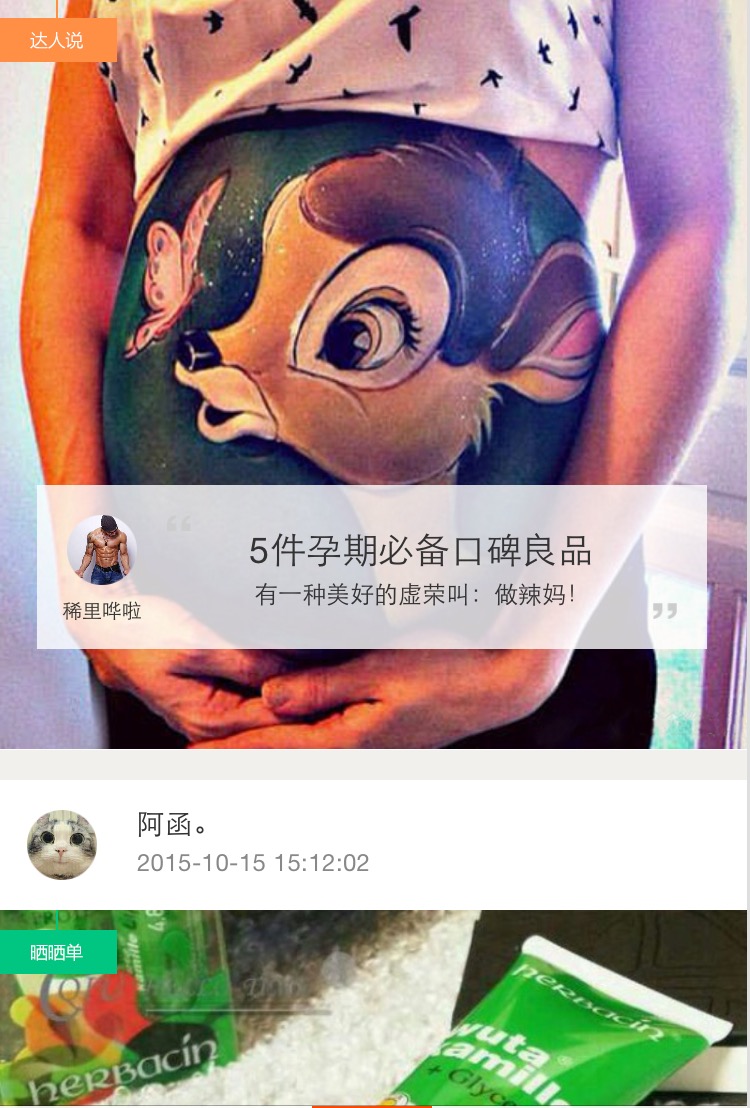 达人说
“
5件孕期必备口碑良品
有一种美好的虚荣叫：做辣妈！
稀里哗啦
”
阿函。
2015-10-15 15:12:02
晒晒单
herbacin
herbacin
wuta
kamille
+ Glyce